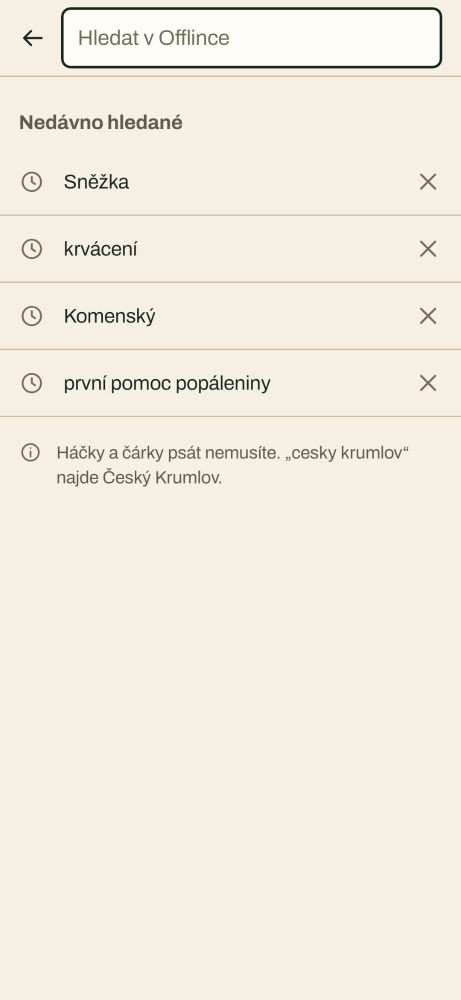 Hledat v Offlince
Nedávno hledané
Sněžka
krvácení
Komenský
první pomoc popáleniny
Háčky a čárky psát nemusíte. „cesky krumlov“
najde Český Krumlov.